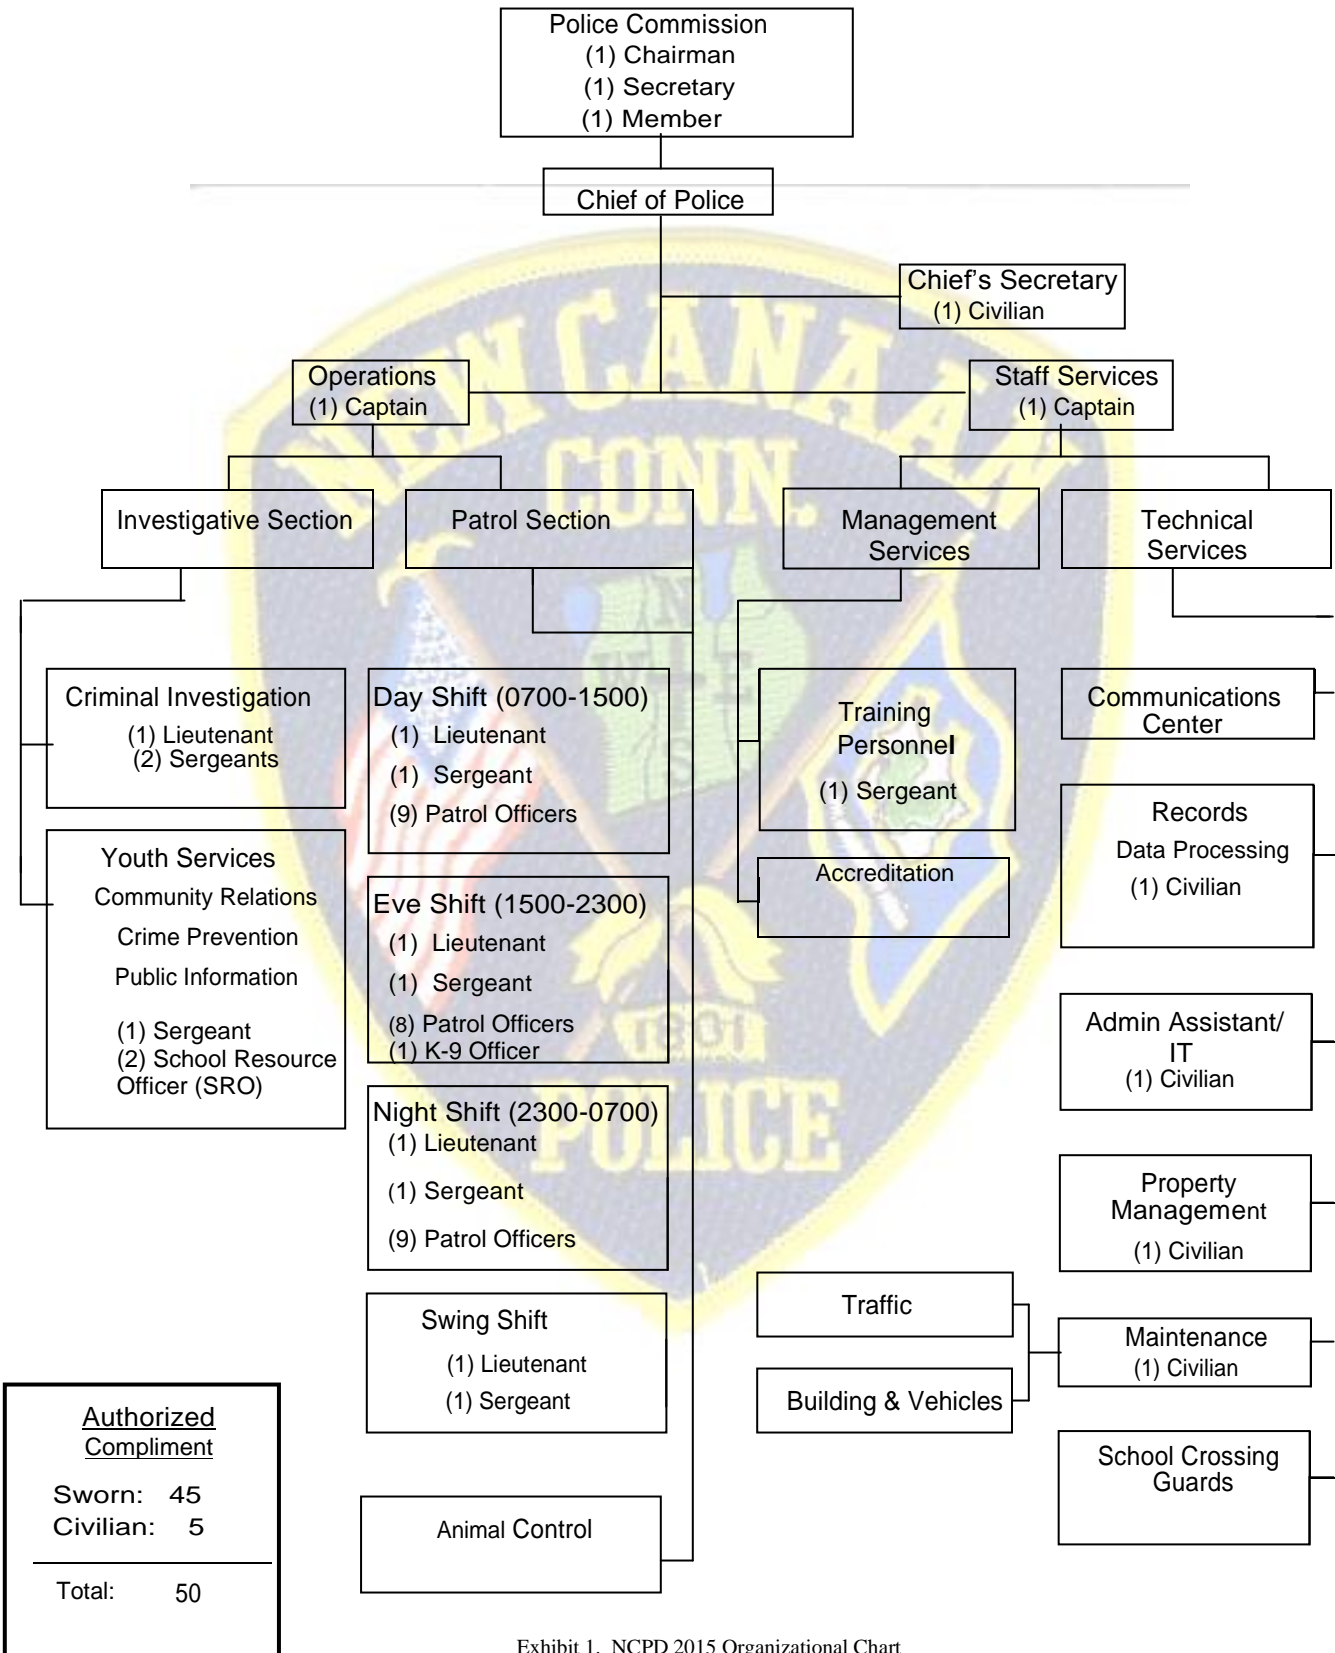 Police Commission
(1) Chairman
(1) Secretary
(1) Member
Chief of Police
Chief's Secretary
(1) Civilian
Operations
(1) Captain
Staff Services
(1) Captain
Investigative Section
Patrol Section
Management
Services
Technical
Services
Criminal Investigation
(1) Lieutenant
(2) Sergeants
Youth Services
Community Relations
Crime Prevention
Public Information
(1) Sergeant
(2) School Resource
Officer (SRO)
Day Shift (0700-1500)
(1) Lieutenant
(1) Sergeant
(9) Patrol Officers
Eve Shift (1500-2300)
(1) Lieutenant
(1) Sergeant
(8) Patrol Officers
(1) K-9 Officer
Night Shift (2300-0700)
(1) Lieutenant
(1) Sergeant
(9) Patrol Officers
Swing Shift
(1) Lieutenant
(1) Sergeant
Animal Control
Training
Personnel
(1) Sergeant
Accreditation
Communications
Center
Records
Data Processing
(1) Civilian
Admin Assistant/
IT
(1) Civilian
Property
Management
(1) Civilian
Traffic
Building & Vehicles
Maintenance
(1) Civilian
School Crossing
Guards
Authorized
Compliment
Sworn: 45
Civilian: 5
Total: 50
NEW CANAAN
CONN.
N
W E
S
1801
POLICE
Exhibit 1. NCPD 2015 Organizational Chart